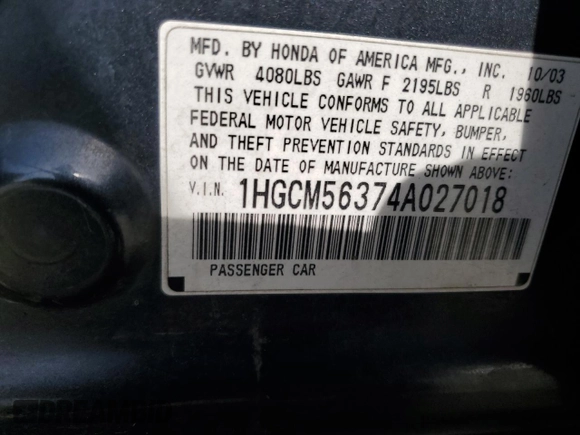 MFD. BY HONDA OF AMERICA MFG., INC. 10/03
GVWR 4080LBS GAWR F 2195LBS R 1960LBS
THIS VEHICLE CONFORMS TO ALL APPLICABLE
FEDERAL MOTOR VEHICLE SAFETY, BUMPER,
AND THEFT PREVENTION STANDARDS IN EFFECT
ON THE DATE OF MANUFACTURE SHOWN ABOVE:
V.I.N. 1HGCM56374A027018
PASSENGER CAR